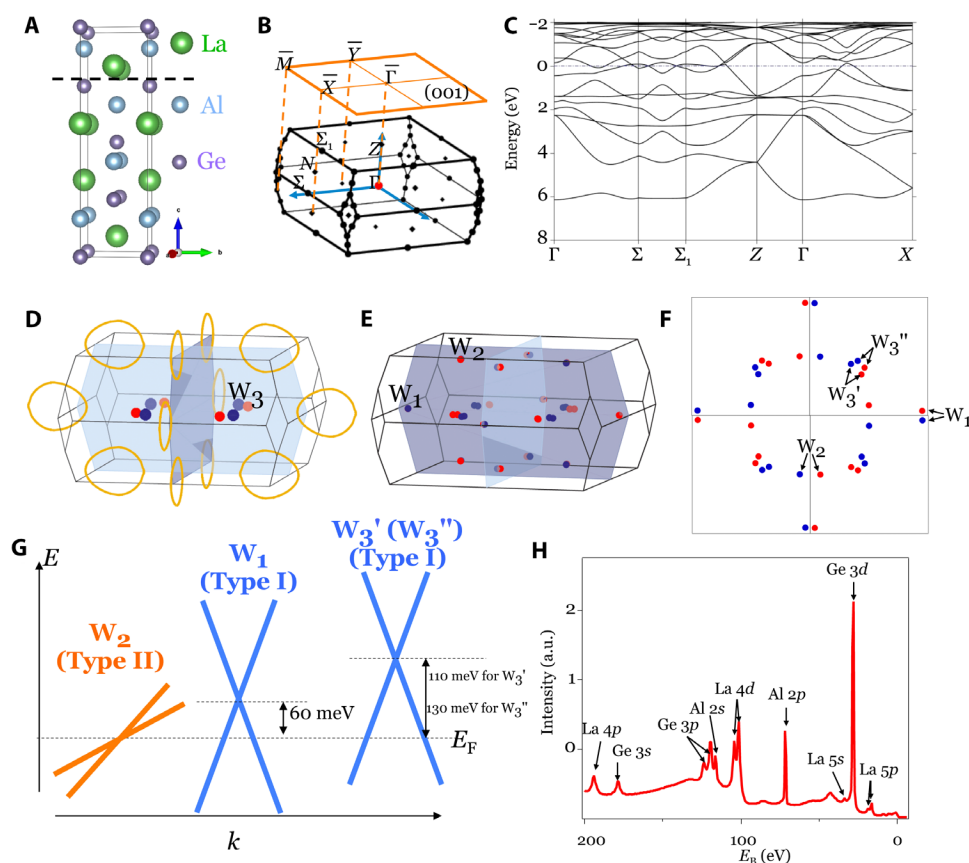 A
La
Al
Ge
c
b
B
M̅
Y̅
X̅
Γ̅
(001)
Σ₁
Z
N
Σ
Γ
C
Energy (eV)
−2
0
2
4
6
8
Γ
Σ
Σ₁
Z
Γ
X
D
W₃
E
W₂
W₁
F
W₃''
W₃'
W₁
W₂
G
E
W₂
(Type II)
W₁
(Type I)
W₃' (W₃'')
(Type I)
60 meV
110 meV for W₃'
130 meV for W₃''
E_F
k
H
Intensity (a.u.)
2
0
La 4p
Ge 3s
Ge 3p
Al 2s
La 4d
Al 2p
Ge 3d
La 5s
La 5p
200
100
0
E_B (eV)